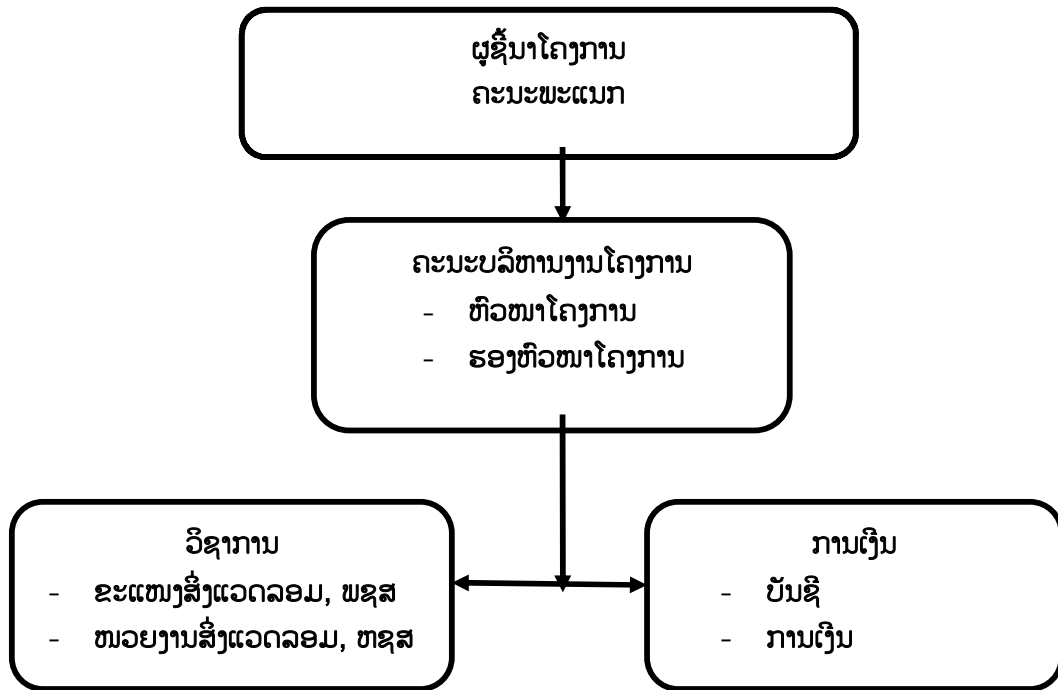 ຜູຊີ້ນາໂຄງການ
ຄະນະພະແນກ
ຄະນະບລິຫານງານໂຄງການ
- ຫົວໜາໂຄງການ
- ຮອງຫົວໜາໂຄງການ
ວິຊາການ
- ຂະແໜງສິ່ງແວດລອມ, ພຊສ
- ໜວຍງານສິ່ງແວດລອມ, ຫຊສ
ການເງິນ
- ບັນຊີ
- ການເງິນ